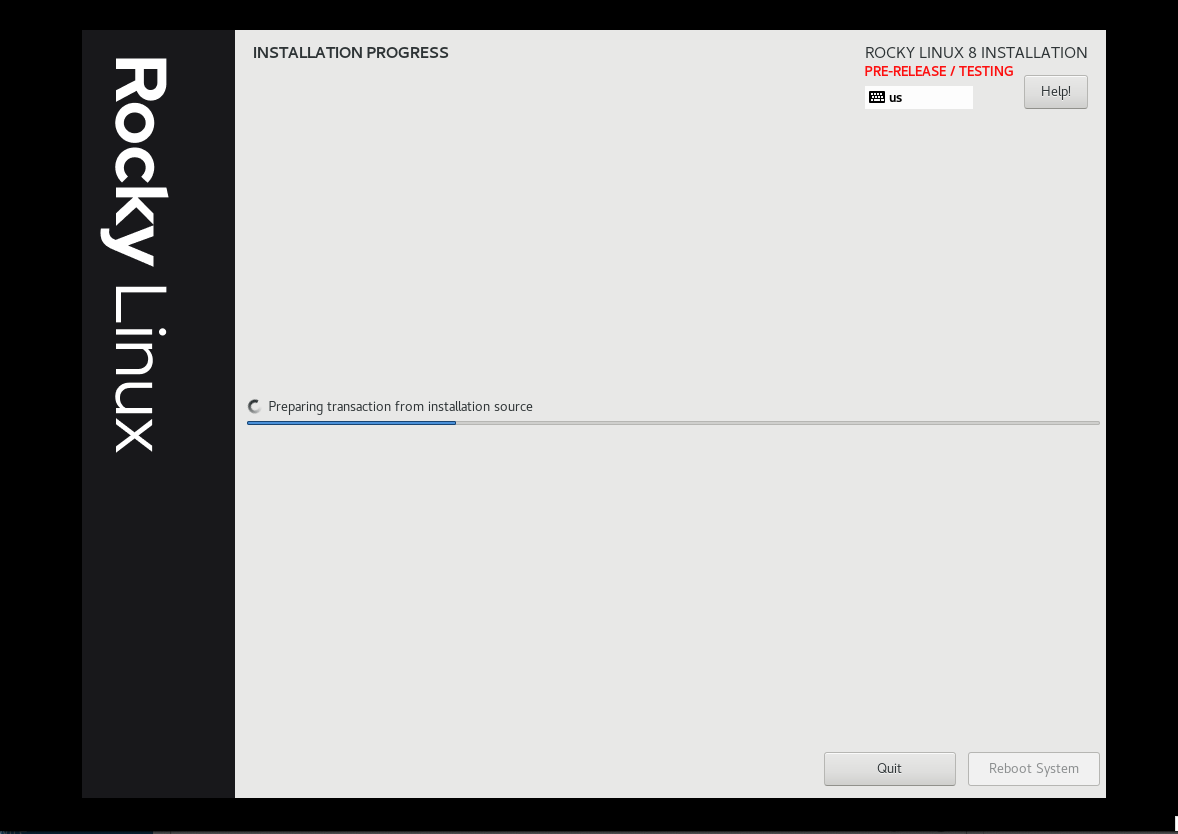 Rocky Linux
INSTALLATION PROGRESS
ROCKY LINUX 8 INSTALLATION
PRE-RELEASE / TESTING
us
Help!
Preparing transaction from installation source
Quit
Reboot System